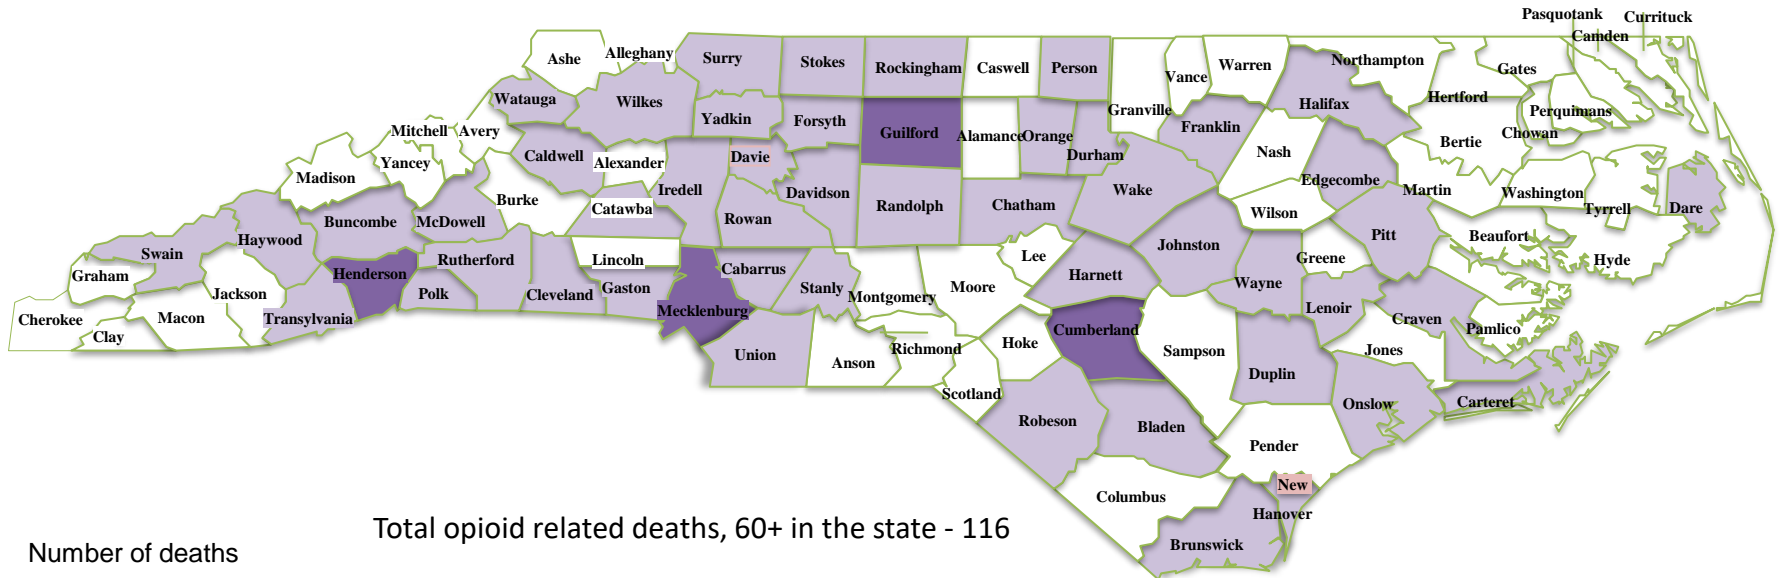 Pasquotank
Currituck
Camden
Ashe
Alleghany
Surry
Stokes
Rockingham
Caswell
Person
Vance
Warren
Northampton
Gates
Granville
Hertford
Halifax
Perquimans
Chowan
Watauga
Wilkes
Yadkin
Forsyth
Guilford
Alamance
Orange
Durham
Franklin
Nash
Bertie
Mitchell
Avery
Yancey
Madison
Caldwell
Alexander
Davie
Iredell
Davidson
Randolph
Chatham
Wake
Edgecombe
Martin
Washington
Tyrrell
Dare
Burke
Catawba
Rowan
Wilson
Buncombe
McDowell
Haywood
Swain
Johnston
Pitt
Beaufort
Hyde
Graham
Henderson
Rutherford
Lincoln
Cabarrus
Lee
Harnett
Greene
Wayne
Jackson
Polk
Cleveland
Gaston
Stanly
Montgomery
Moore
Lenoir
Craven
Pamlico
Cherokee
Macon
Transylvania
Mecklenburg
Clay
Union
Anson
Richmond
Hoke
Cumberland
Sampson
Jones
Duplin
Scotland
Onslow
Carteret
Robeson
Bladen
Pender
Columbus
New
Hanover
Brunswick
Total opioid related deaths, 60+ in the state - 116
Number of deaths